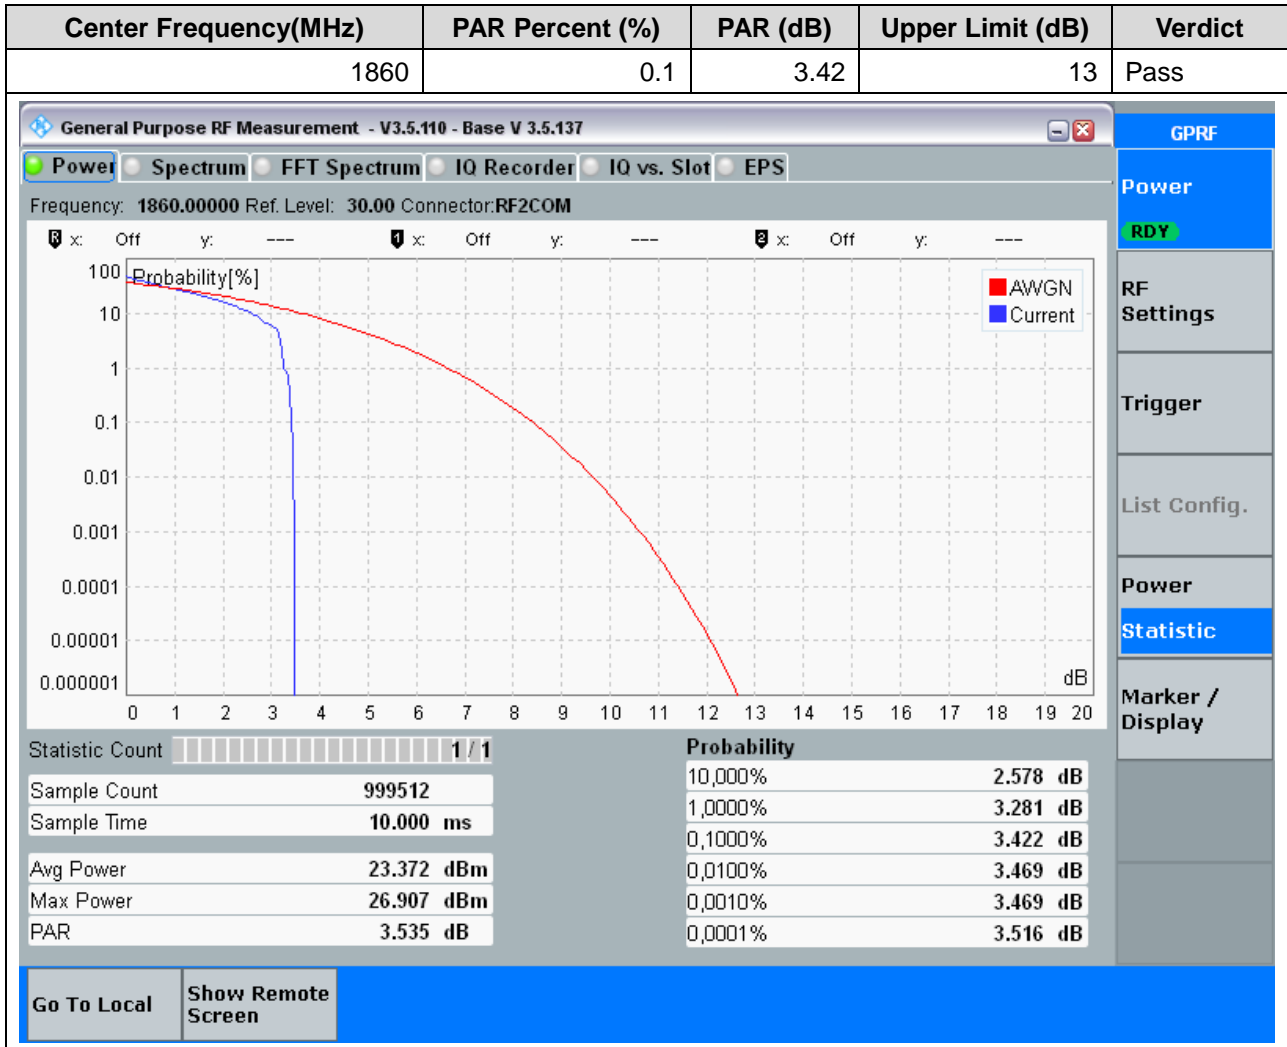 Center Frequency(MHz) PAR Percent (%) PAR (dB) Upper Limit (dB) Verdict
1860 0.1 3.42 13 Pass
General Purpose RF Measurement - V3.5.110 - Base V 3.5.137
GPRF
Power Spectrum FFT Spectrum IQ Recorder IQ vs. Slot EPS
Frequency: 1860.00000 Ref. Level: 30.00 Connector:RF2COM
Power
RDY
RF
Settings
Trigger
List Config.
Power
Statistic
Marker /
Display
R x: Off y: --- 1 x: Off y: --- 2 x: Off y: ---
Probability[%]
AWGN
Current
100
10
1
0.1
0.01
0.001
0.0001
0.00001
0.000001
dB
0 1 2 3 4 5 6 7 8 9 10 11 12 13 14 15 16 17 18 19 20
Statistic Count 1 / 1
Sample Count 999512
Sample Time 10.000 ms
Avg Power 23.372 dBm
Max Power 26.907 dBm
PAR 3.535 dB
Probability
10,000% 2.578 dB
1,0000% 3.281 dB
0,1000% 3.422 dB
0,0100% 3.469 dB
0,0010% 3.469 dB
0,0001% 3.516 dB
Go To Local
Show Remote
Screen